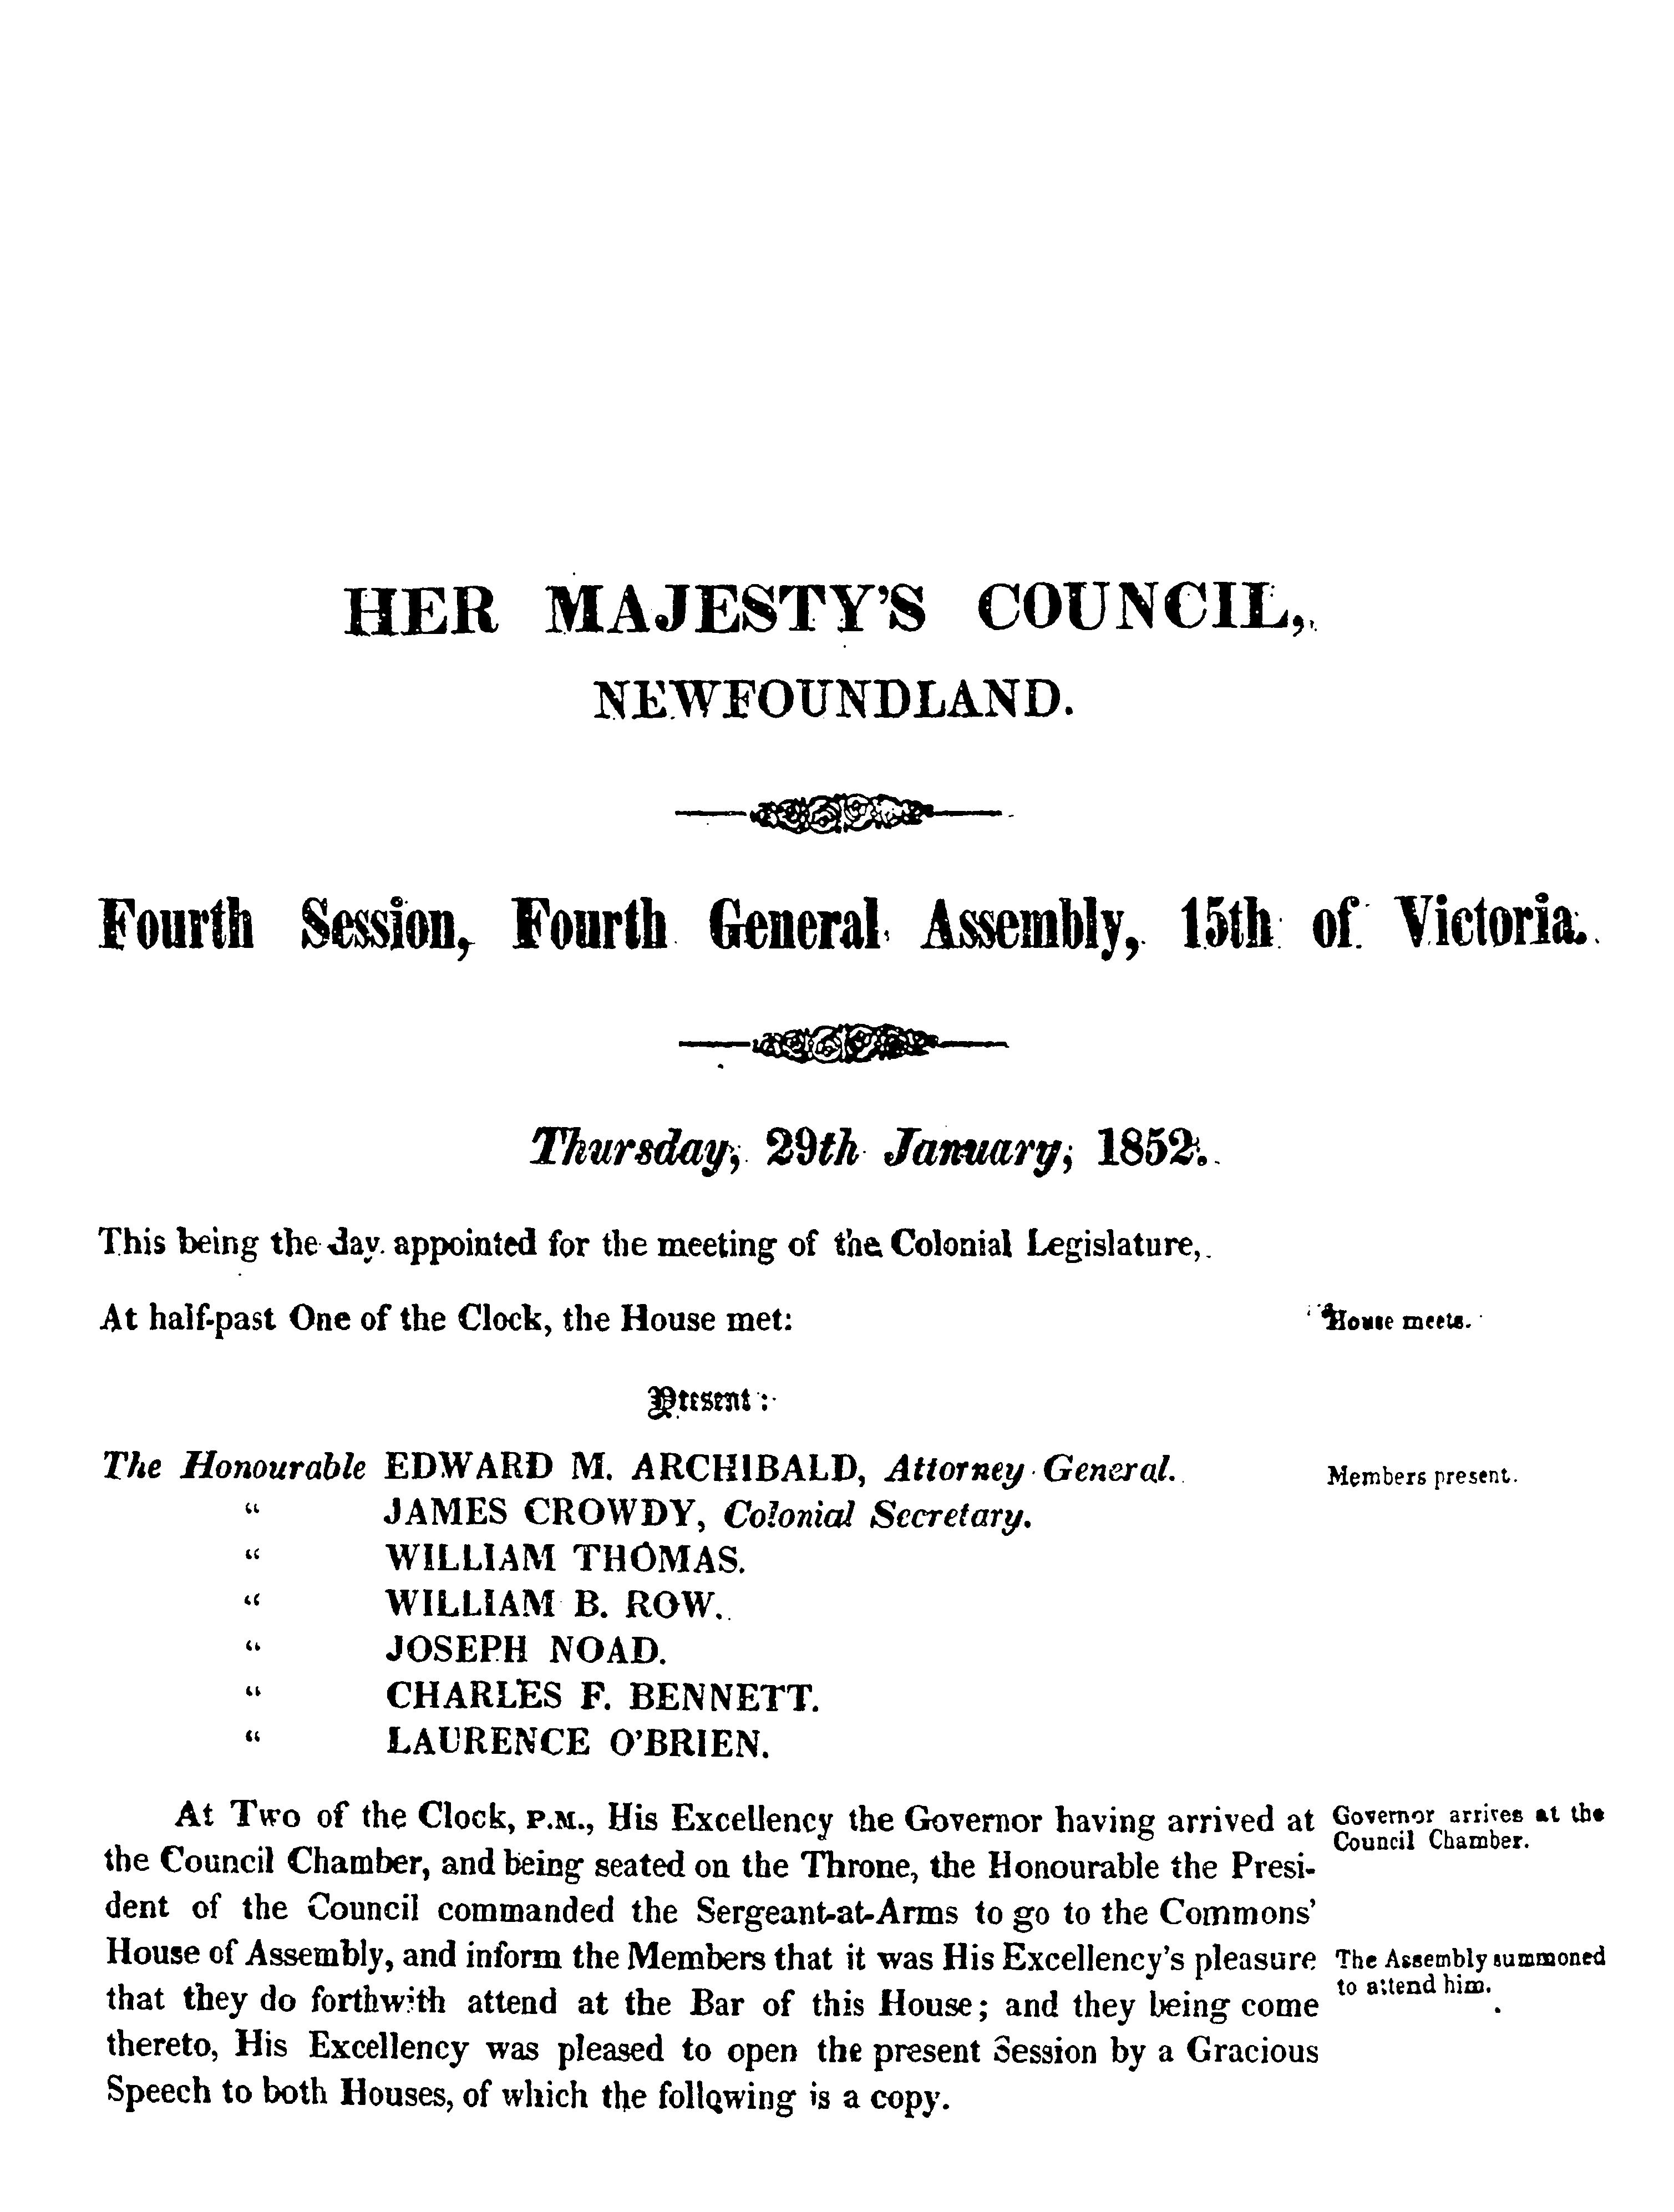 HER MAJESTY'S COUNCIL,
NEWFOUNDLAND.
Fourth Session, Fourth General Assembly, 15th of Victoria.
Thursday, 29th January, 1852.
This being the day appointed for the meeting of the Colonial Legislature,
At half-past One of the Clock, the House met:
House meets.
Present:
The Honourable EDWARD M. ARCHIBALD, Attorney General.
Members present.
“ JAMES CROWDY, Colonial Secretary.
“ WILLIAM THOMAS.
“ WILLIAM B. ROW.
“ JOSEPH NOAD.
“ CHARLES F. BENNETT.
“ LAURENCE O'BRIEN.
At Two of the Clock, P.M., His Excellency the Governor having arrived at
the Council Chamber, and being seated on the Throne, the Honourable the Presi-
dent of the Council commanded the Sergeant-at-Arms to go to the Commons'
House of Assembly, and inform the Members that it was His Excellency's pleasure
that they do forthwith attend at the Bar of this House; and they being come
thereto, His Excellency was pleased to open the present Session by a Gracious
Speech to both Houses, of which the following is a copy.
Governor arrives at the
Council Chamber.
The Assembly summoned
to attend him.